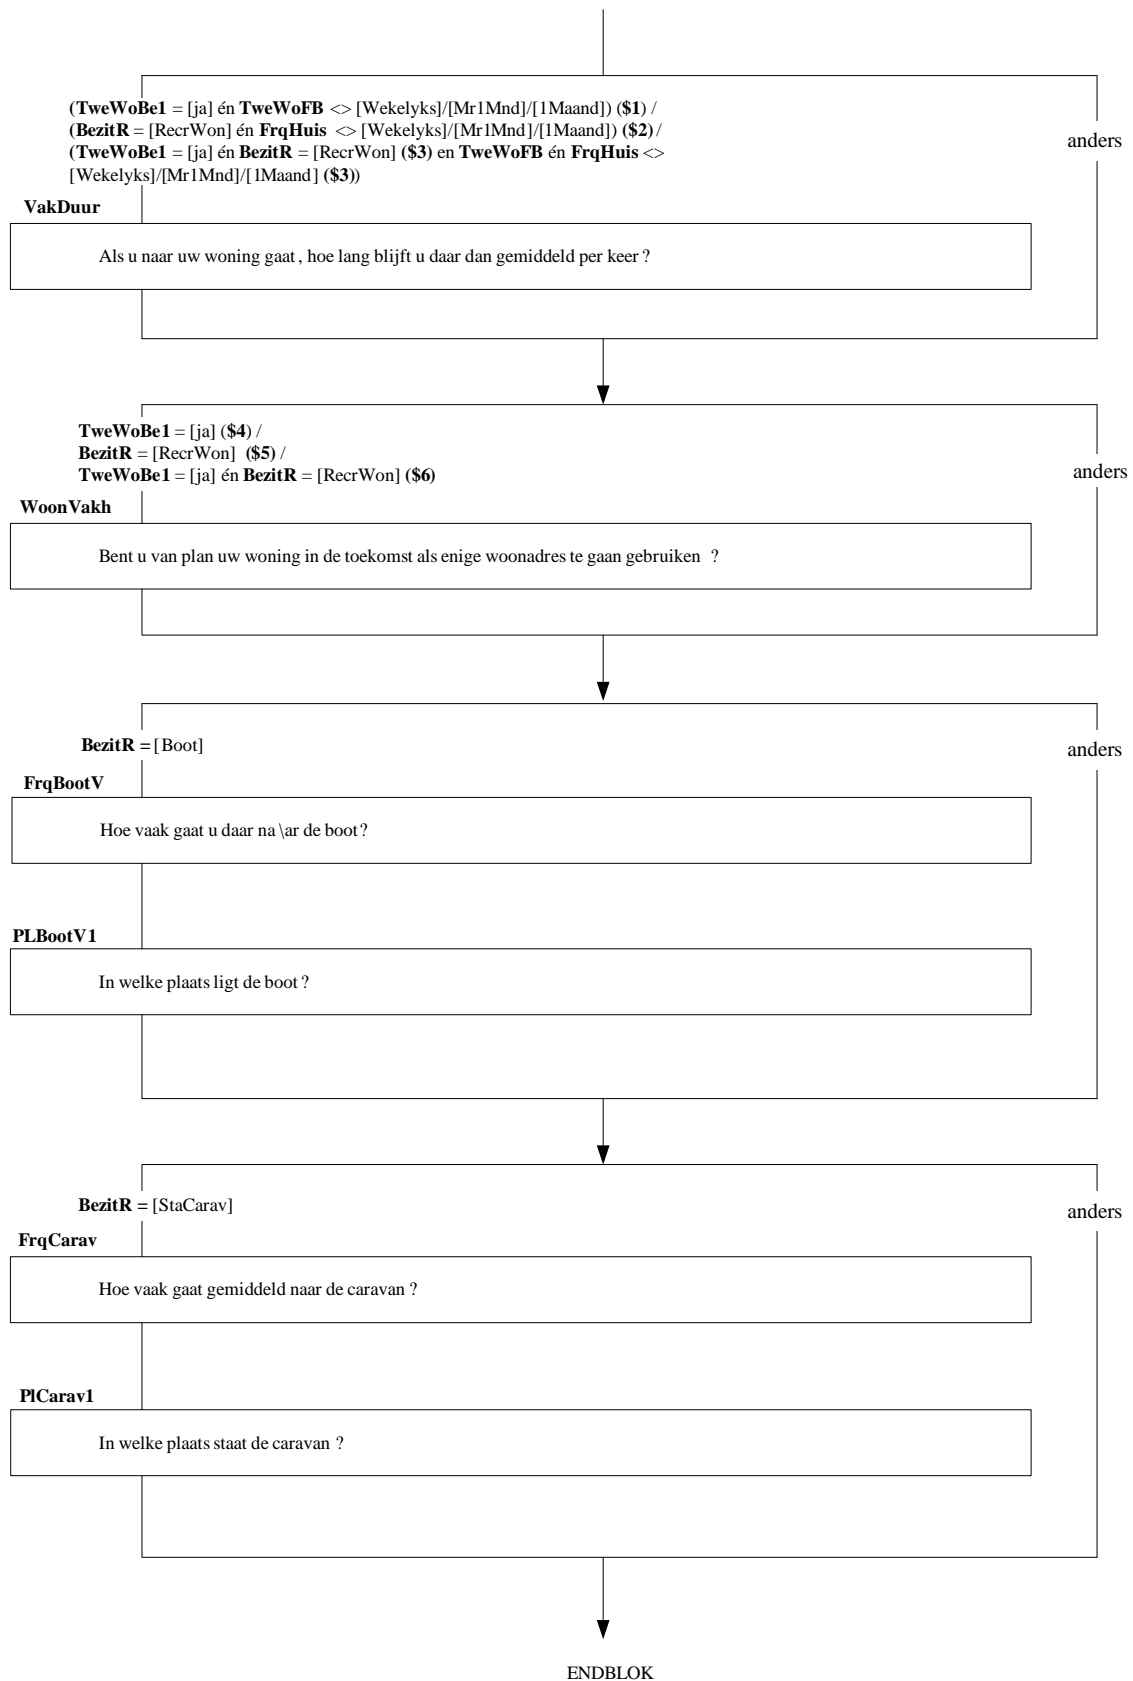 (TweWoBe1 = [ja] én TweWoFB <> [Wekelyks]/[Mr1Mnd]/[1Maand]) ($1) /
(BezitR = [RecrWon] én FrqHuis <> [Wekelyks]/[Mr1Mnd]/[1Maand]) ($2) /
(TweWoBe1 = [ja] én BezitR = [RecrWon] ($3) en TweWoFB én FrqHuis <>
[Wekelyks]/[Mr1Mnd]/[1Maand] ($3))
anders
VakDuur
Als u naar uw woning gaat, hoe lang blijft u daar dan gemiddeld per keer ?
TweWoBe1 = [ja] ($4) /
BezitR = [RecrWon] ($5) /
TweWoBe1 = [ja] én BezitR = [RecrWon] ($6)
anders
WoonVakh
Bent u van plan uw woning in de toekomst als enige woonadres te gaan gebruiken ?
BezitR = [Boot]
anders
FrqBootV
Hoe vaak gaat u daar na\ar de boot?
PLBootV1
In welke plaats ligt de boot ?
BezitR = [StaCarav]
anders
FrqCarav
Hoe vaak gaat gemiddeld naar de caravan ?
PlCarav1
In welke plaats staat de caravan ?
ENDBLOK